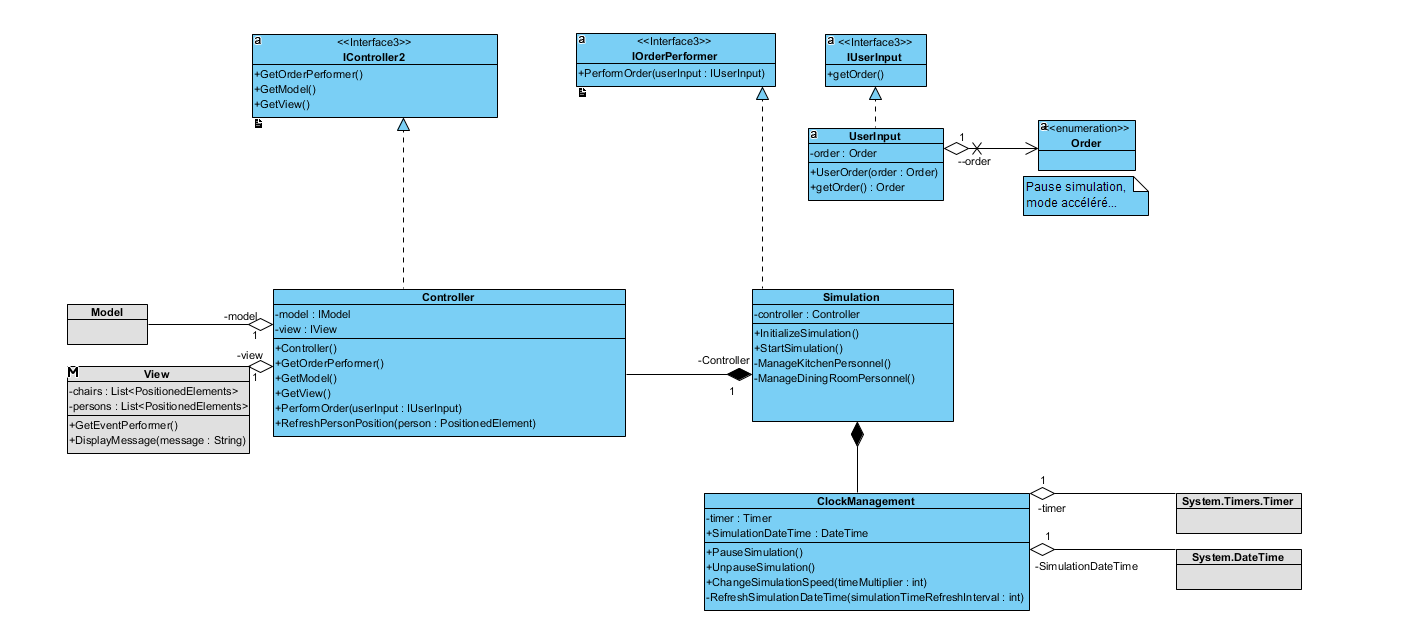 a
<<Interface3>>
IController2
+GetOrderPerformer()
+GetModel()
+GetView()
a
<<Interface3>>
IOrderPerformer
+PerformOrder(userInput : IUserInput)
a
<<Interface3>>
IUserInput
+getOrder()
a
UserInput
-order : Order
+UserOrder(order : Order)
+getOrder() : Order
1
--order
a
<<enumeration>>
Order
Pause simulation,
mode accéléré...
Model
-model
1
-view
1
M
View
-chairs : List<PositionedElements>
-persons : List<PositionedElements>
+GetEventPerformer()
+DisplayMessage(message : String)
Controller
-model : IModel
-view : IView
+Controller()
+GetOrderPerformer()
+GetModel()
+GetView()
+PerformOrder(userInput : IUserInput)
+RefreshPersonPosition(person : PositionedElement)
-Controller
1
Simulation
-controller : Controller
+InitializeSimulation()
+StartSimulation()
-ManageKitchenPersonnel()
-ManageDiningRoomPersonnel()
ClockManagement
-timer : Timer
+SimulationDateTime : DateTime
+PauseSimulation()
+UnpauseSimulation()
+ChangeSimulationSpeed(timeMultiplier : int)
-RefreshSimulationDateTime(simulationTimeRefreshInterval : int)
1
-timer
System.Timers.Timer
1
-SimulationDateTime
System.DateTime